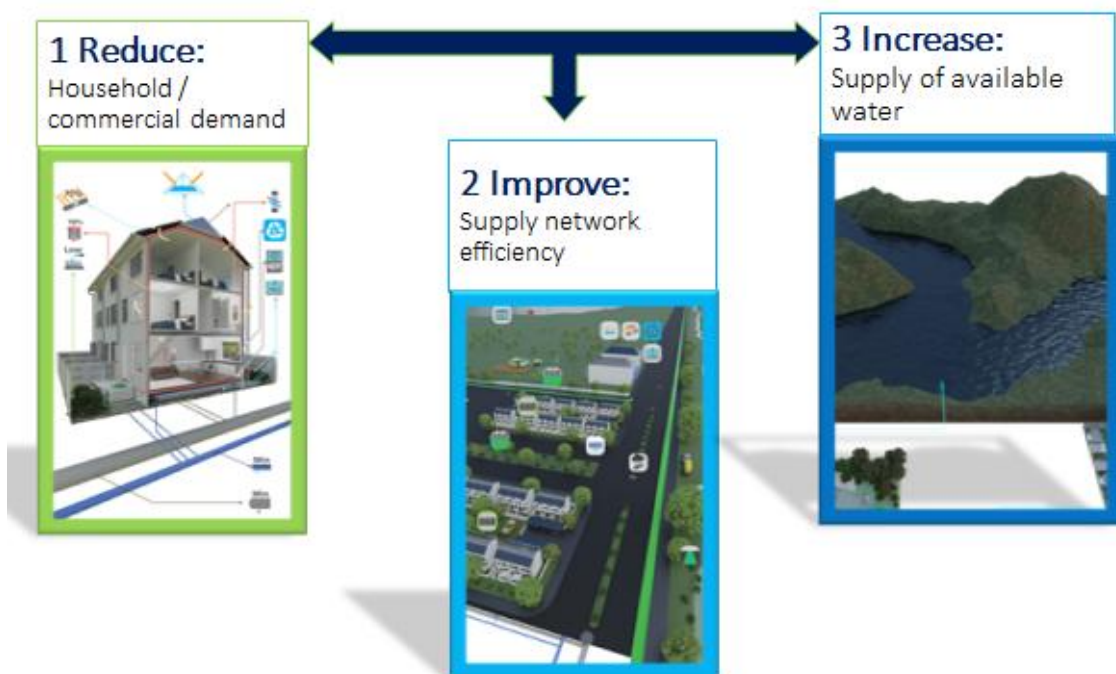 1 Reduce:
Household /
commercial demand
2 Improve:
Supply network
efficiency
3 Increase:
Supply of available
water